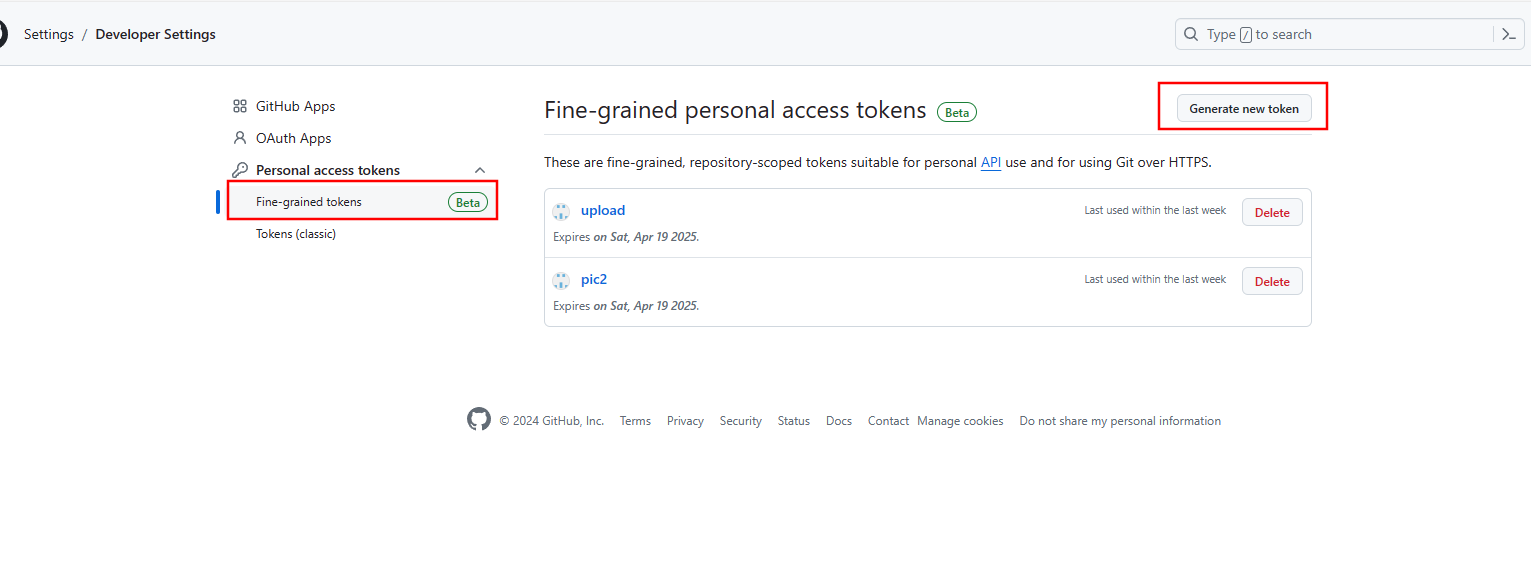 Settings / Developer Settings
Type / to search
GitHub Apps
OAuth Apps
Personal access tokens
Fine-grained tokens Beta
Tokens (classic)
Fine-grained personal access tokens Beta
Generate new token
These are fine-grained, repository-scoped tokens suitable for personal API use and for using Git over HTTPS.
upload Last used within the last week Delete
Expires on Sat, Apr 19 2025.
pic2 Last used within the last week Delete
Expires on Sat, Apr 19 2025.
© 2024 GitHub, Inc. Terms Privacy Security Status Docs Contact Manage cookies Do not share my personal information